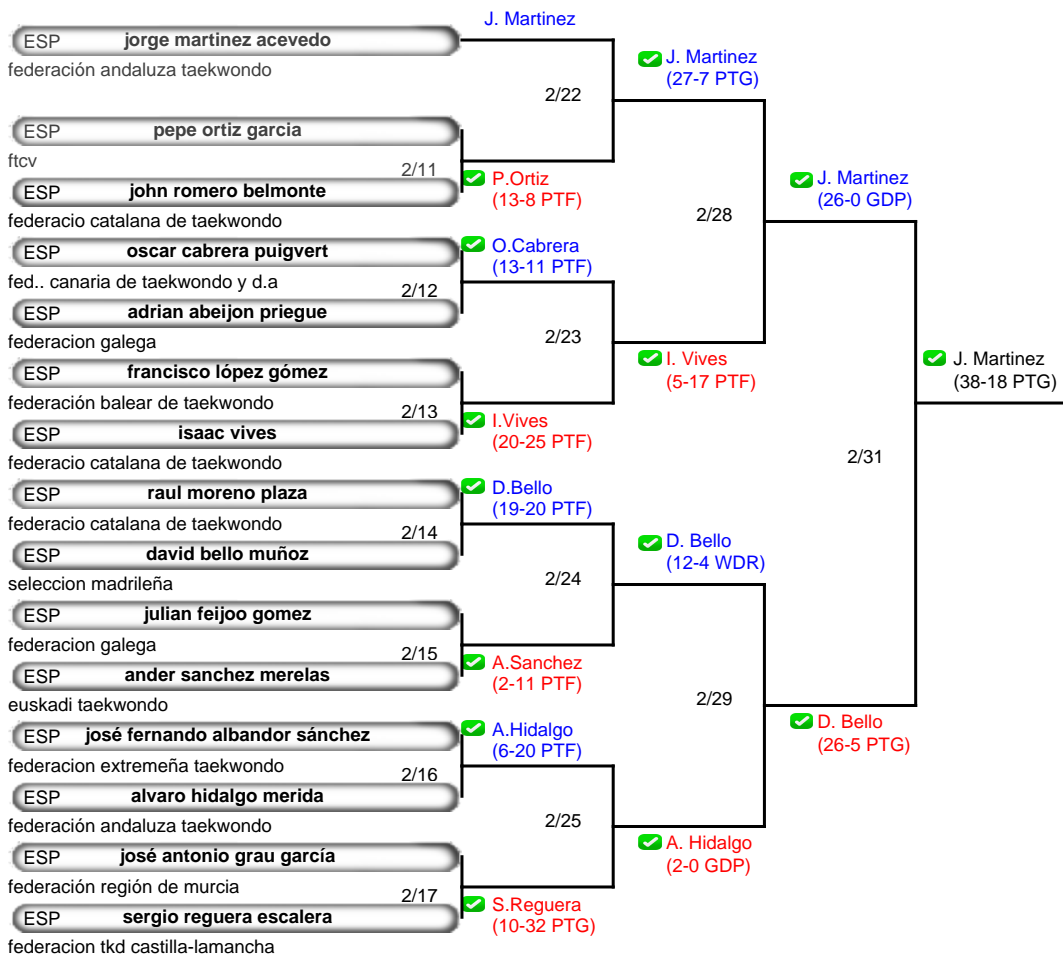 J. Martinez
ESP jorge martinez acevedo
federación andaluza taekwondo
J. Martinez
(27-7 PTG)
2/22
ESP pepe ortiz garcia
ftcv
2/11
P.Ortiz
(13-8 PTF)
ESP john romero belmonte
federacio catalana de taekwondo
J. Martinez
(26-0 GDP)
2/28
ESP oscar cabrera puigvert
fed.. canaria de taekwondo y d.a
O.Cabrera
(13-11 PTF)
2/12
ESP adrian abeijon priegue
federacion galega
2/23
ESP francisco lópez gómez
federación balear de taekwondo
I. Vives
(5-17 PTF)
J. Martinez
(38-18 PTG)
2/13
I.Vives
(20-25 PTF)
ESP isaac vives
federacio catalana de taekwondo
2/31
ESP raul moreno plaza
federacio catalana de taekwondo
D.Bello
(19-20 PTF)
2/14
ESP david bello muñoz
seleccion madrileña
D. Bello
(12-4 WDR)
2/24
ESP julian feijoo gomez
federacion galega
2/15
A.Sanchez
(2-11 PTF)
ESP ander sanchez merelas
euskadi taekwondo
2/29
D. Bello
(26-5 PTG)
ESP josé fernando albandor sánchez
federacion extremeña taekwondo
A.Hidalgo
(6-20 PTF)
2/16
ESP alvaro hidalgo merida
federación andaluza taekwondo
2/25
A. Hidalgo
(2-0 GDP)
ESP josé antonio grau garcía
federación región de murcia
2/17
S.Reguera
(10-32 PTG)
ESP sergio reguera escalera
federacion tkd castilla-lamancha